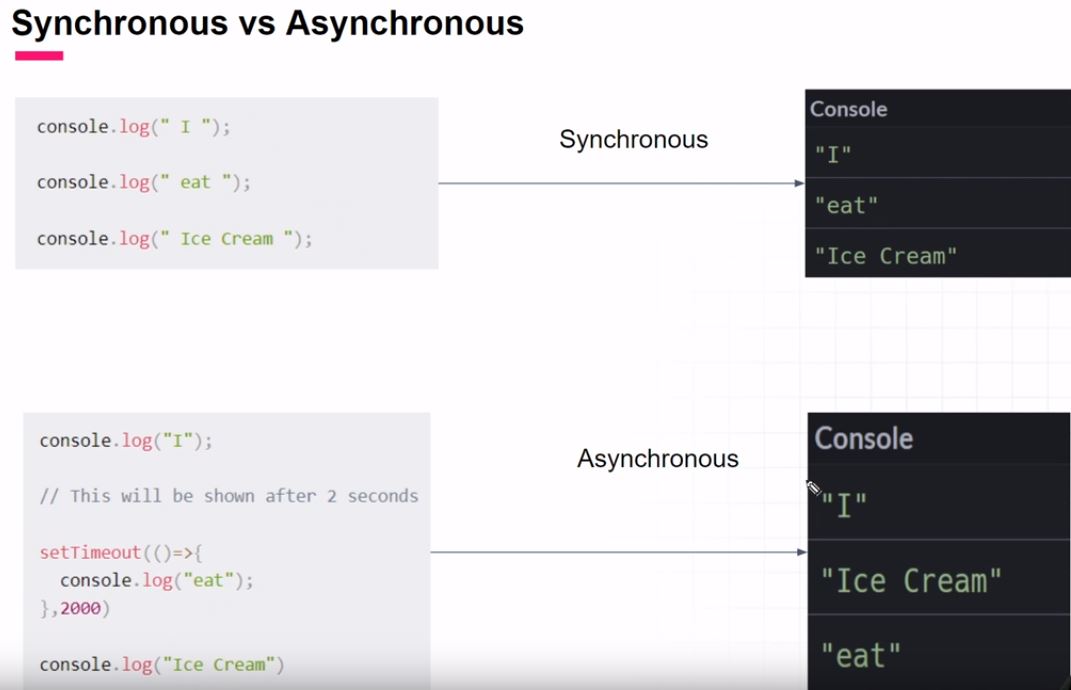 Synchronous vs Asynchronous
console.log(" I ");
console.log(" eat ");
console.log(" Ice Cream ");
Synchronous
Console
"I"
"eat"
"Ice Cream"
console.log("I");
// This will be shown after 2 seconds
setTimeout(()=>{
console.log("eat");
},2000)
console.log("Ice Cream")
Asynchronous
Console
"I"
"Ice Cream"
"eat"